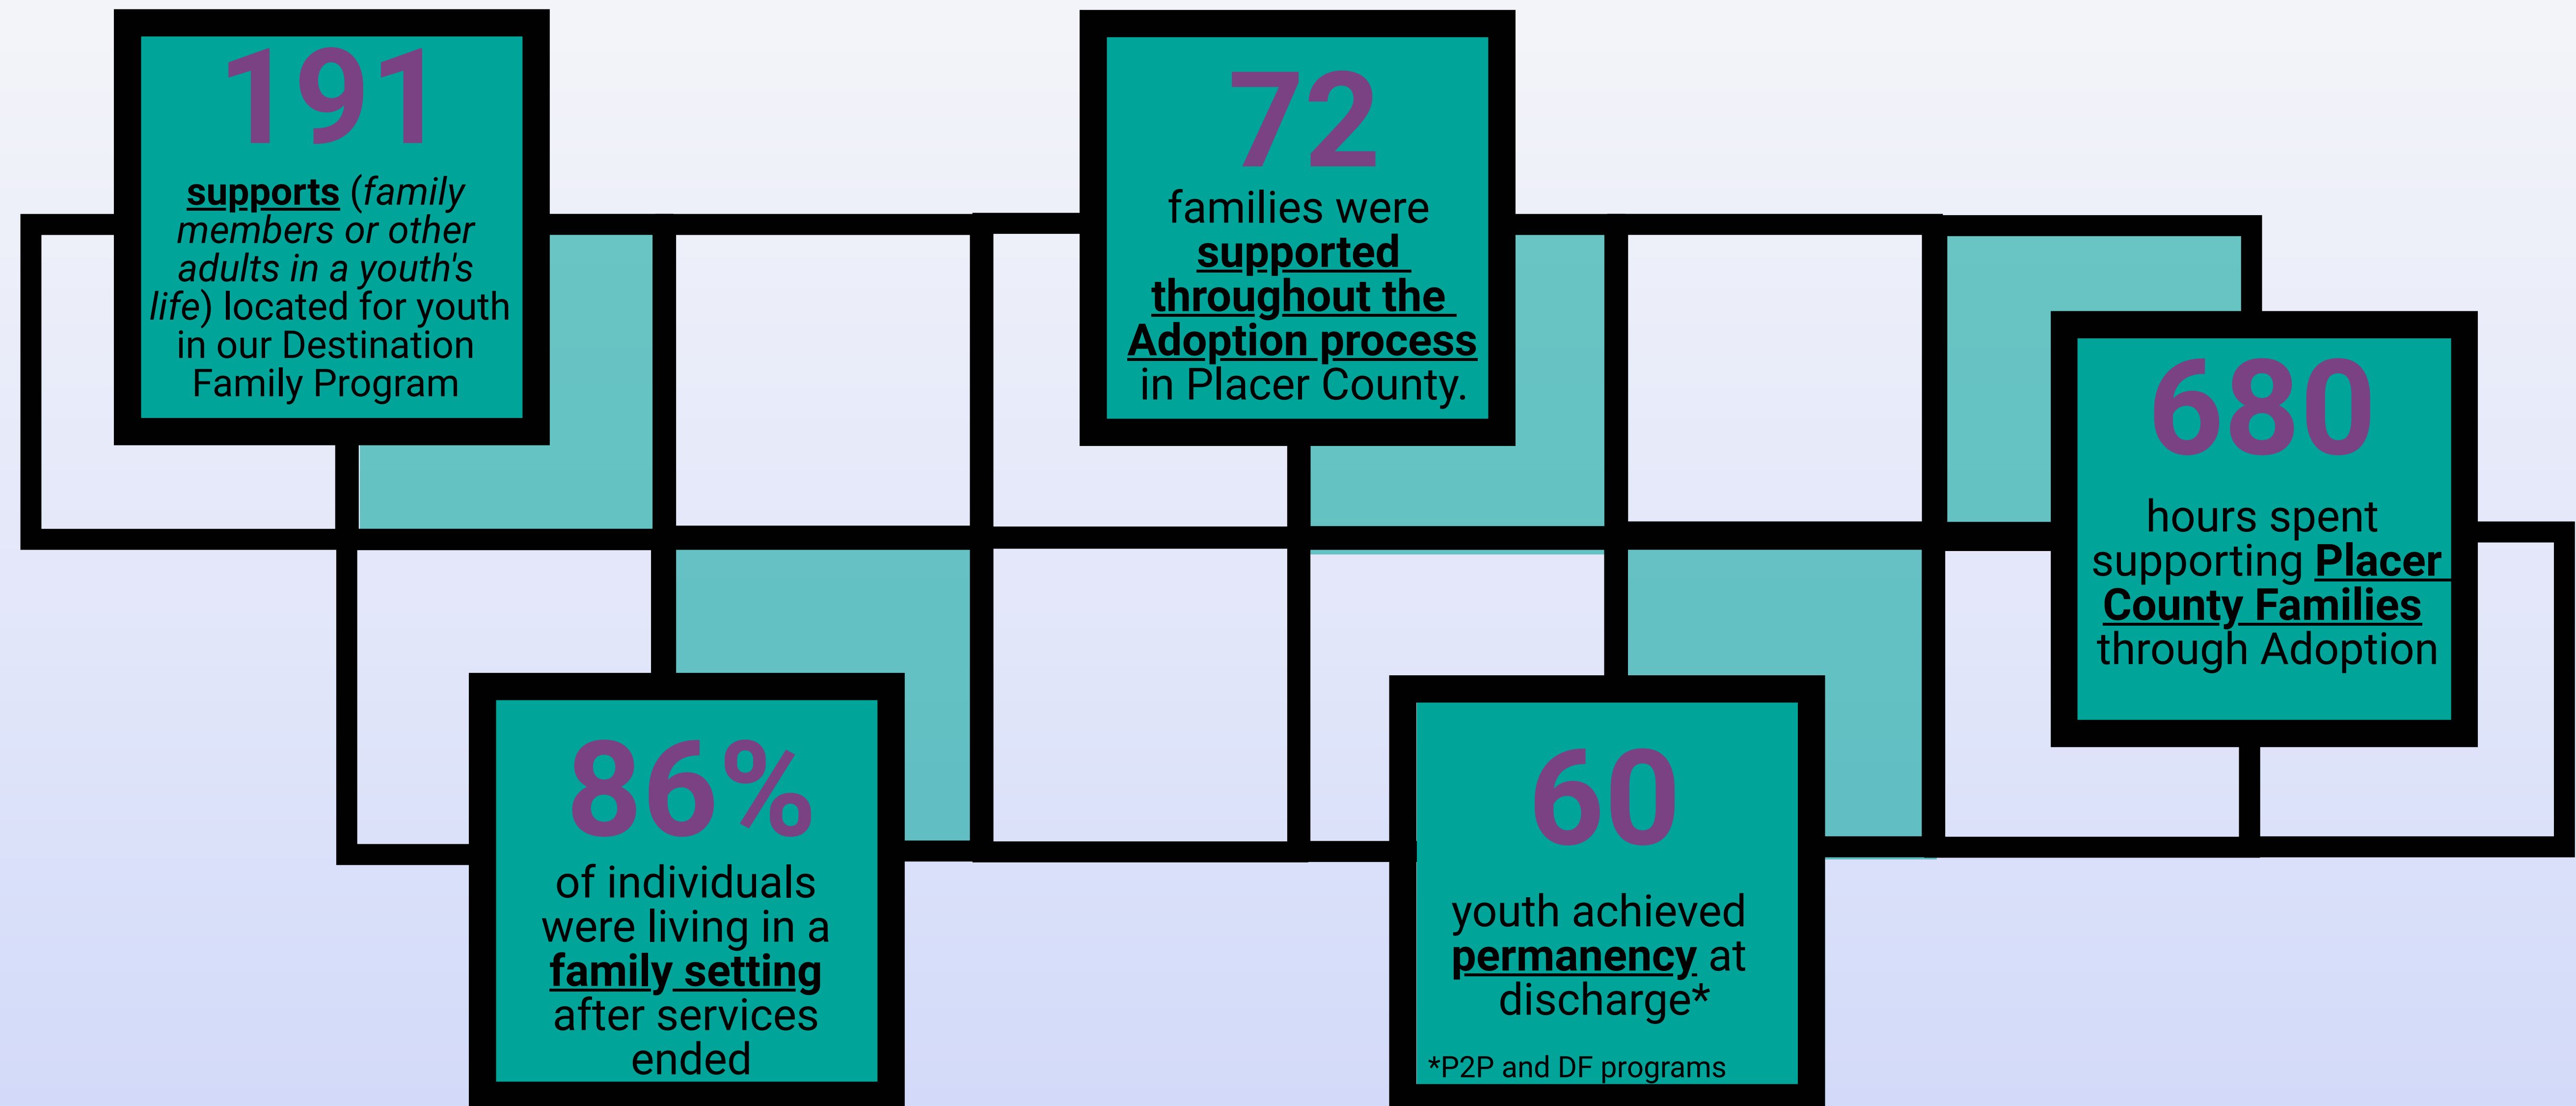 191
supports (family
members or other
adults in a youth's
life) located for youth
in our Destination
Family Program
72
families were
supported
throughout the
Adoption process
in Placer County.
680
hours spent
supporting Placer
County Families
through Adoption
86%
of individuals
were living in a
family setting
after services
ended
60
youth achieved
permanency at
discharge*
*P2P and DF programs